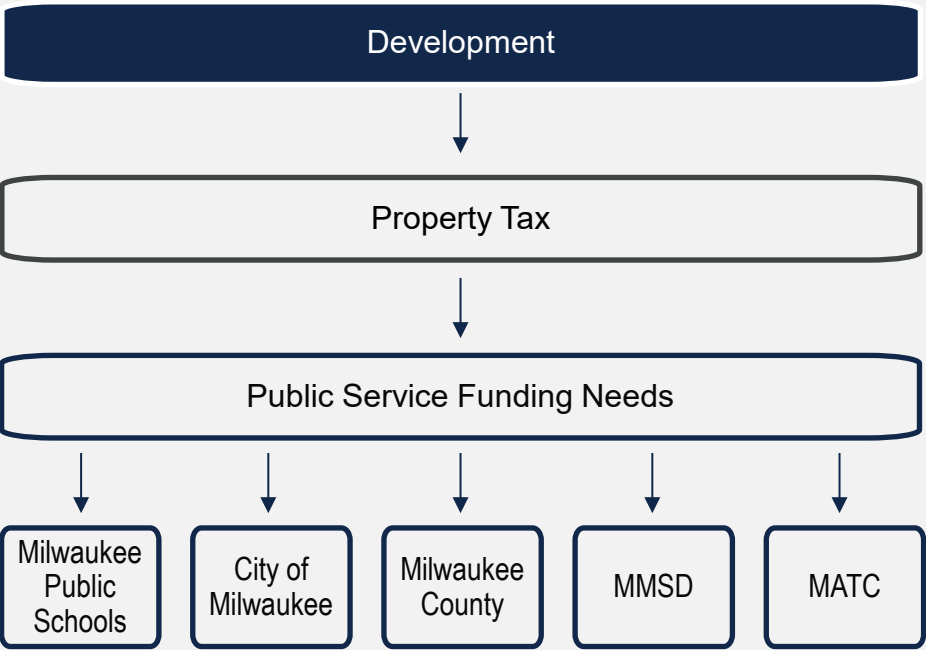 Development
Property Tax
Public Service Funding Needs
Milwaukee
Public
Schools
City of
Milwaukee
Milwaukee
County
MMSD
MATC